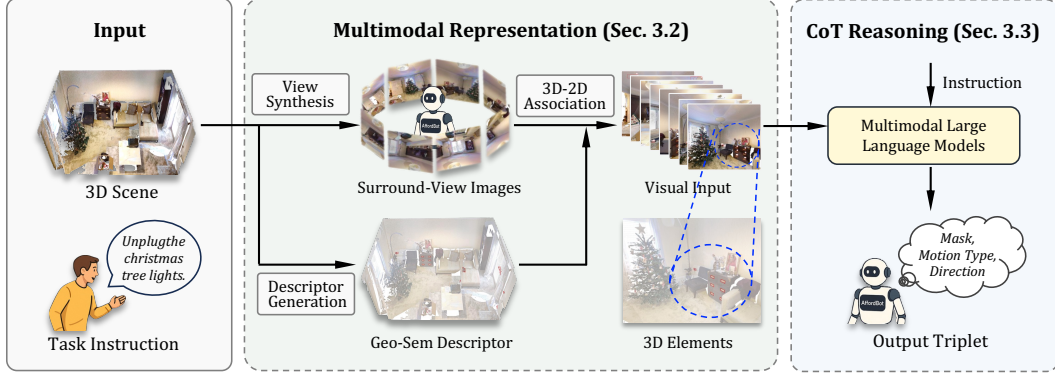 Input
3D Scene
Unplugthe
christmas
tree lights.
Task Instruction
Multimodal Representation (Sec. 3.2)
View
Synthesis
AffordBot
3D-2D
Association
Surround-View Images
Visual Input
Descriptor
Generation
Geo-Sem Descriptor
3D Elements
CoT Reasoning (Sec. 3.3)
Instruction
Multimodal Large
Language Models
Mask,
Motion Type,
Direction
AffordBot
Output Triplet